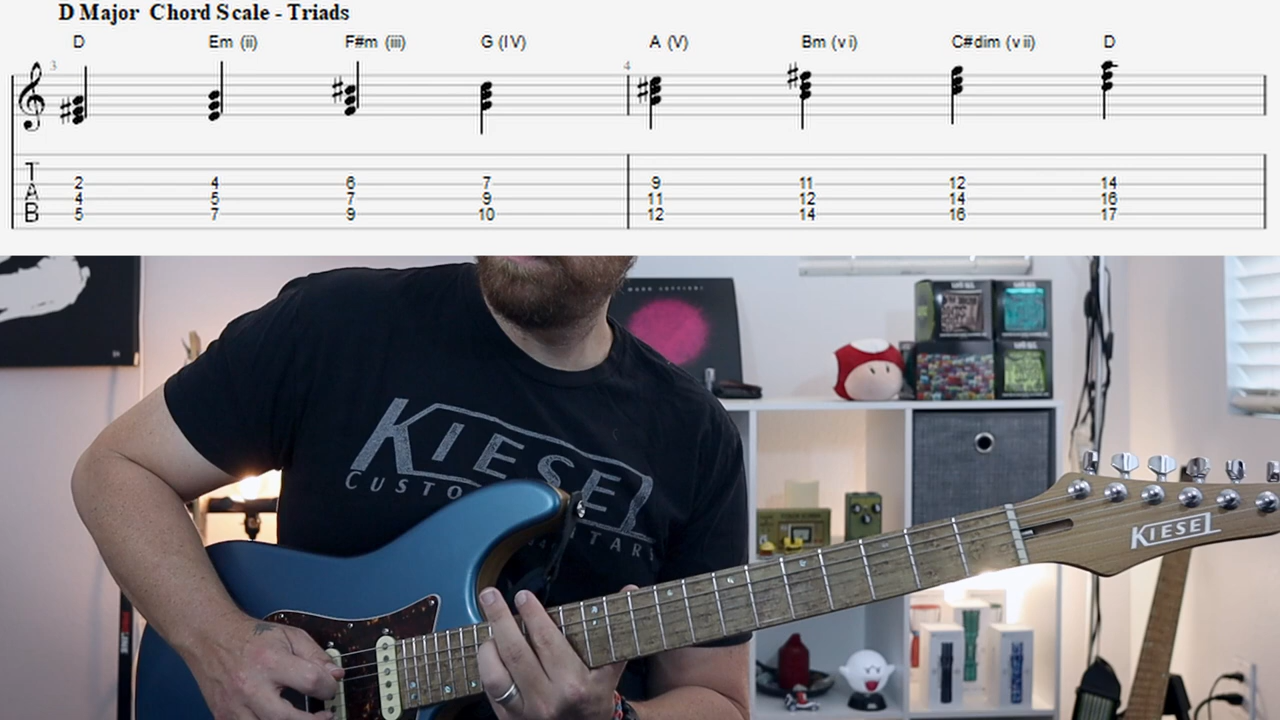 D Major Chord Scale - Triads
D Em (ii) F#m (iii) G (IV) A (V) Bm (vi) C#dim (vii) D
3 4
T
A
B
2 4 6 7 9 11 12 14
4 5 7 9 11 12 14 16
5 7 9 10 12 14 16 17
KIESEL
CUSTO
ITAR
KIESEL